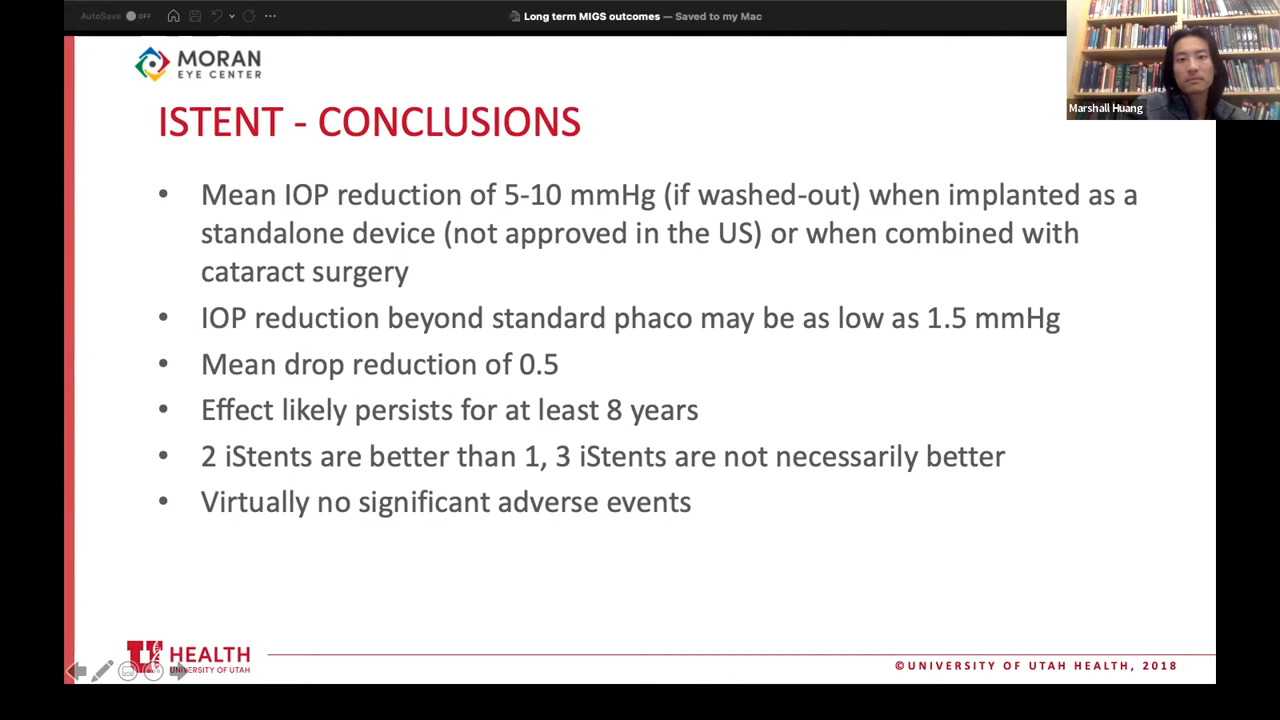 AutoSave OFF
Long term MIGS outcomes — Saved to my Mac
Marshall Huang
MORAN
EYE CENTER
ISTENT - CONCLUSIONS
• Mean IOP reduction of 5-10 mmHg (if washed-out) when implanted as a
standalone device (not approved in the US) or when combined with
cataract surgery
• IOP reduction beyond standard phaco may be as low as 1.5 mmHg
• Mean drop reduction of 0.5
• Effect likely persists for at least 8 years
• 2 iStents are better than 1, 3 iStents are not necessarily better
• Virtually no significant adverse events
U HEALTH
UNIVERSITY OF UTAH
©UNIVERSITY OF UTAH HEALTH, 2018